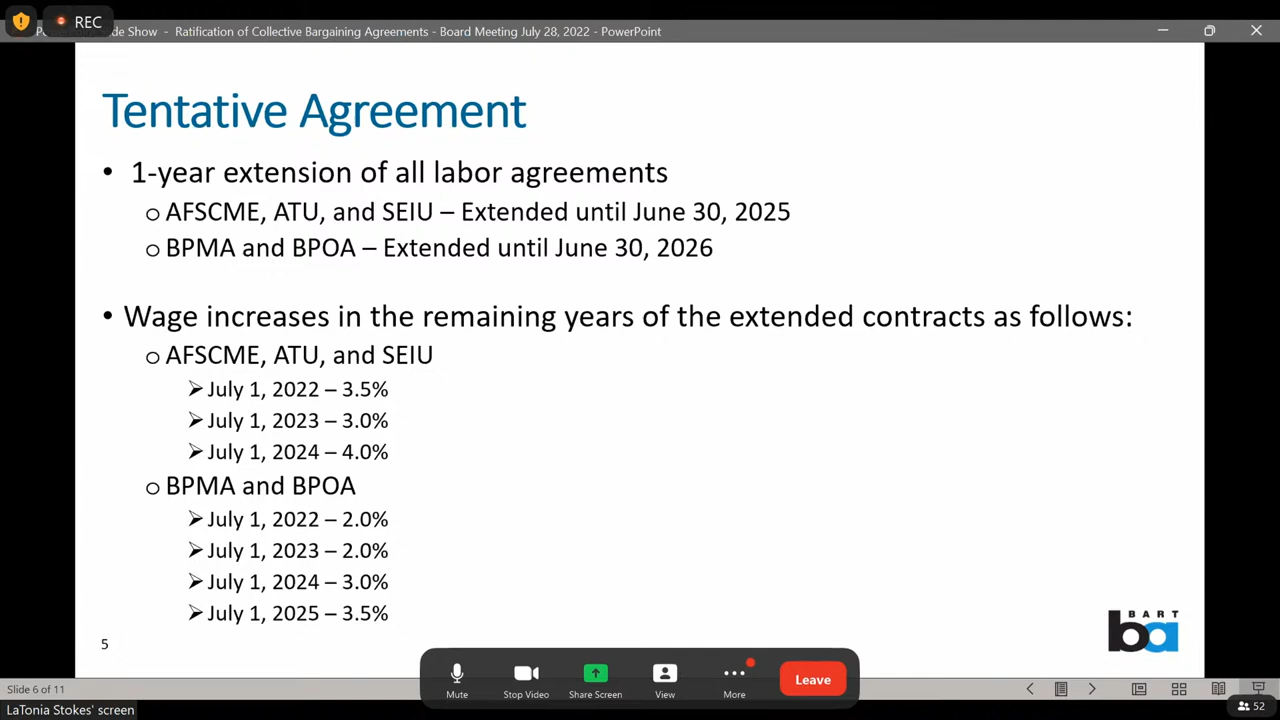 REC
de Show - Ratification of Collective Bargaining Agreements - Board Meeting July 28, 2022 - PowerPoint
Tentative Agreement
• 1-year extension of all labor agreements
o AFSCME, ATU, and SEIU – Extended until June 30, 2025
o BPMA and BPOA – Extended until June 30, 2026
• Wage increases in the remaining years of the extended contracts as follows:
o AFSCME, ATU, and SEIU
➢ July 1, 2022 – 3.5%
➢ July 1, 2023 – 3.0%
➢ July 1, 2024 – 4.0%
o BPMA and BPOA
➢ July 1, 2022 – 2.0%
➢ July 1, 2023 – 2.0%
➢ July 1, 2024 – 3.0%
➢ July 1, 2025 – 3.5%
BART
ba
5
Mute Stop Video Share Screen View More Leave
Slide 6 of 11
LaTonia Stokes' screen
52